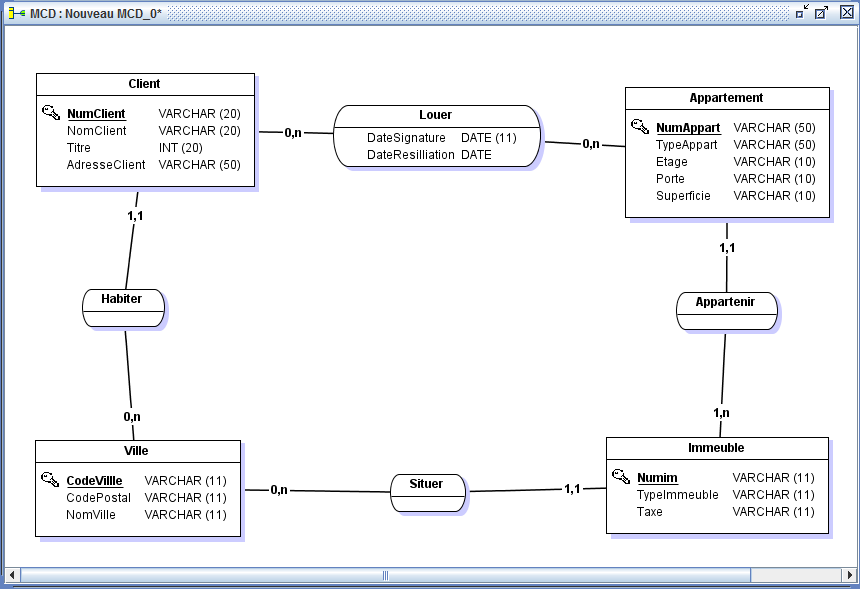 MCD : Nouveau MCD_0*
Client
NumClient VARCHAR (20)
NomClient VARCHAR (20)
Titre INT (20)
AdresseClient VARCHAR (50)
0,n
Louer
DateSignature DATE (11)
DateResilliation DATE
0,n
Appartement
NumAppart VARCHAR (50)
TypeAppart VARCHAR (50)
Etage VARCHAR (10)
Porte VARCHAR (10)
Superficie VARCHAR (10)
1,1
1,1
Habiter
Appartenir
0,n
1,n
Ville
CodeVillle VARCHAR (11)
CodePostal VARCHAR (11)
NomVille VARCHAR (11)
0,n
Situer
1,1
Immeuble
Numim VARCHAR (11)
TypeImmeuble VARCHAR (11)
Taxe VARCHAR (11)